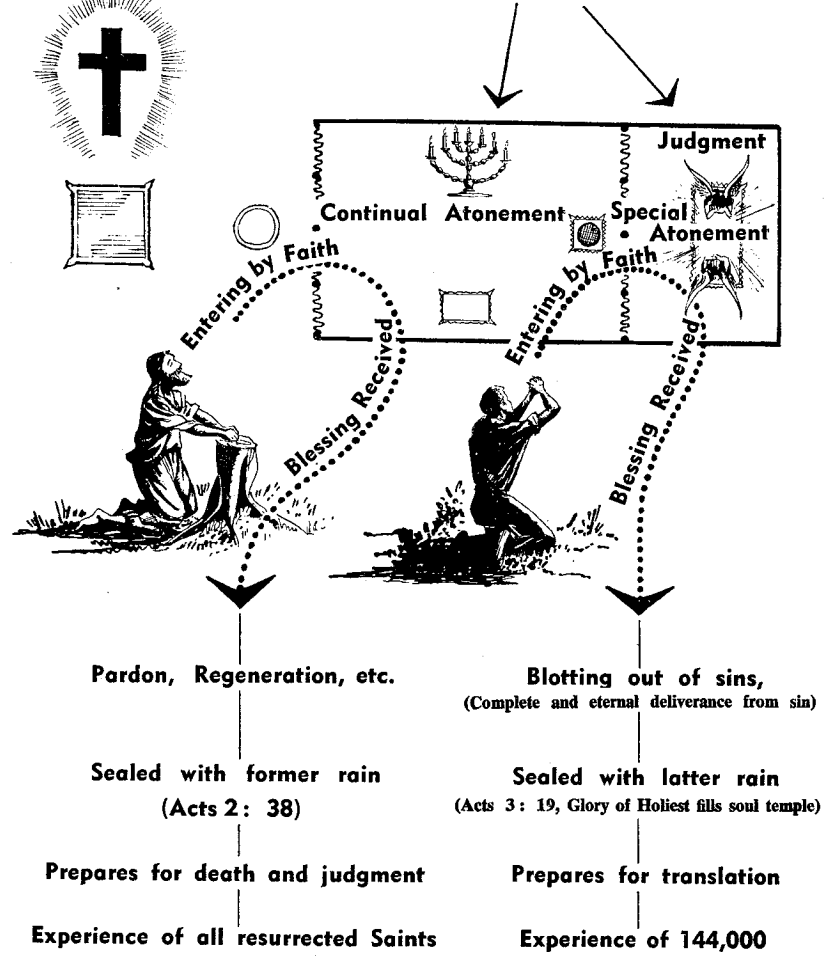 Judgment
Continual Atonement
Special
Atonement
Entering by Faith
Blessing Received
Entering by Faith
Blessing Received
Pardon, Regeneration, etc.
Blotting out of sins,
(Complete and eternal deliverance from sin)
Sealed with former rain
(Acts 2 : 38)
Sealed with latter rain
(Acts 3 : 19, Glory of Holiest fills soul temple)
Prepares for death and judgment
Prepares for translation
Experience of all resurrected Saints
Experience of 144,000